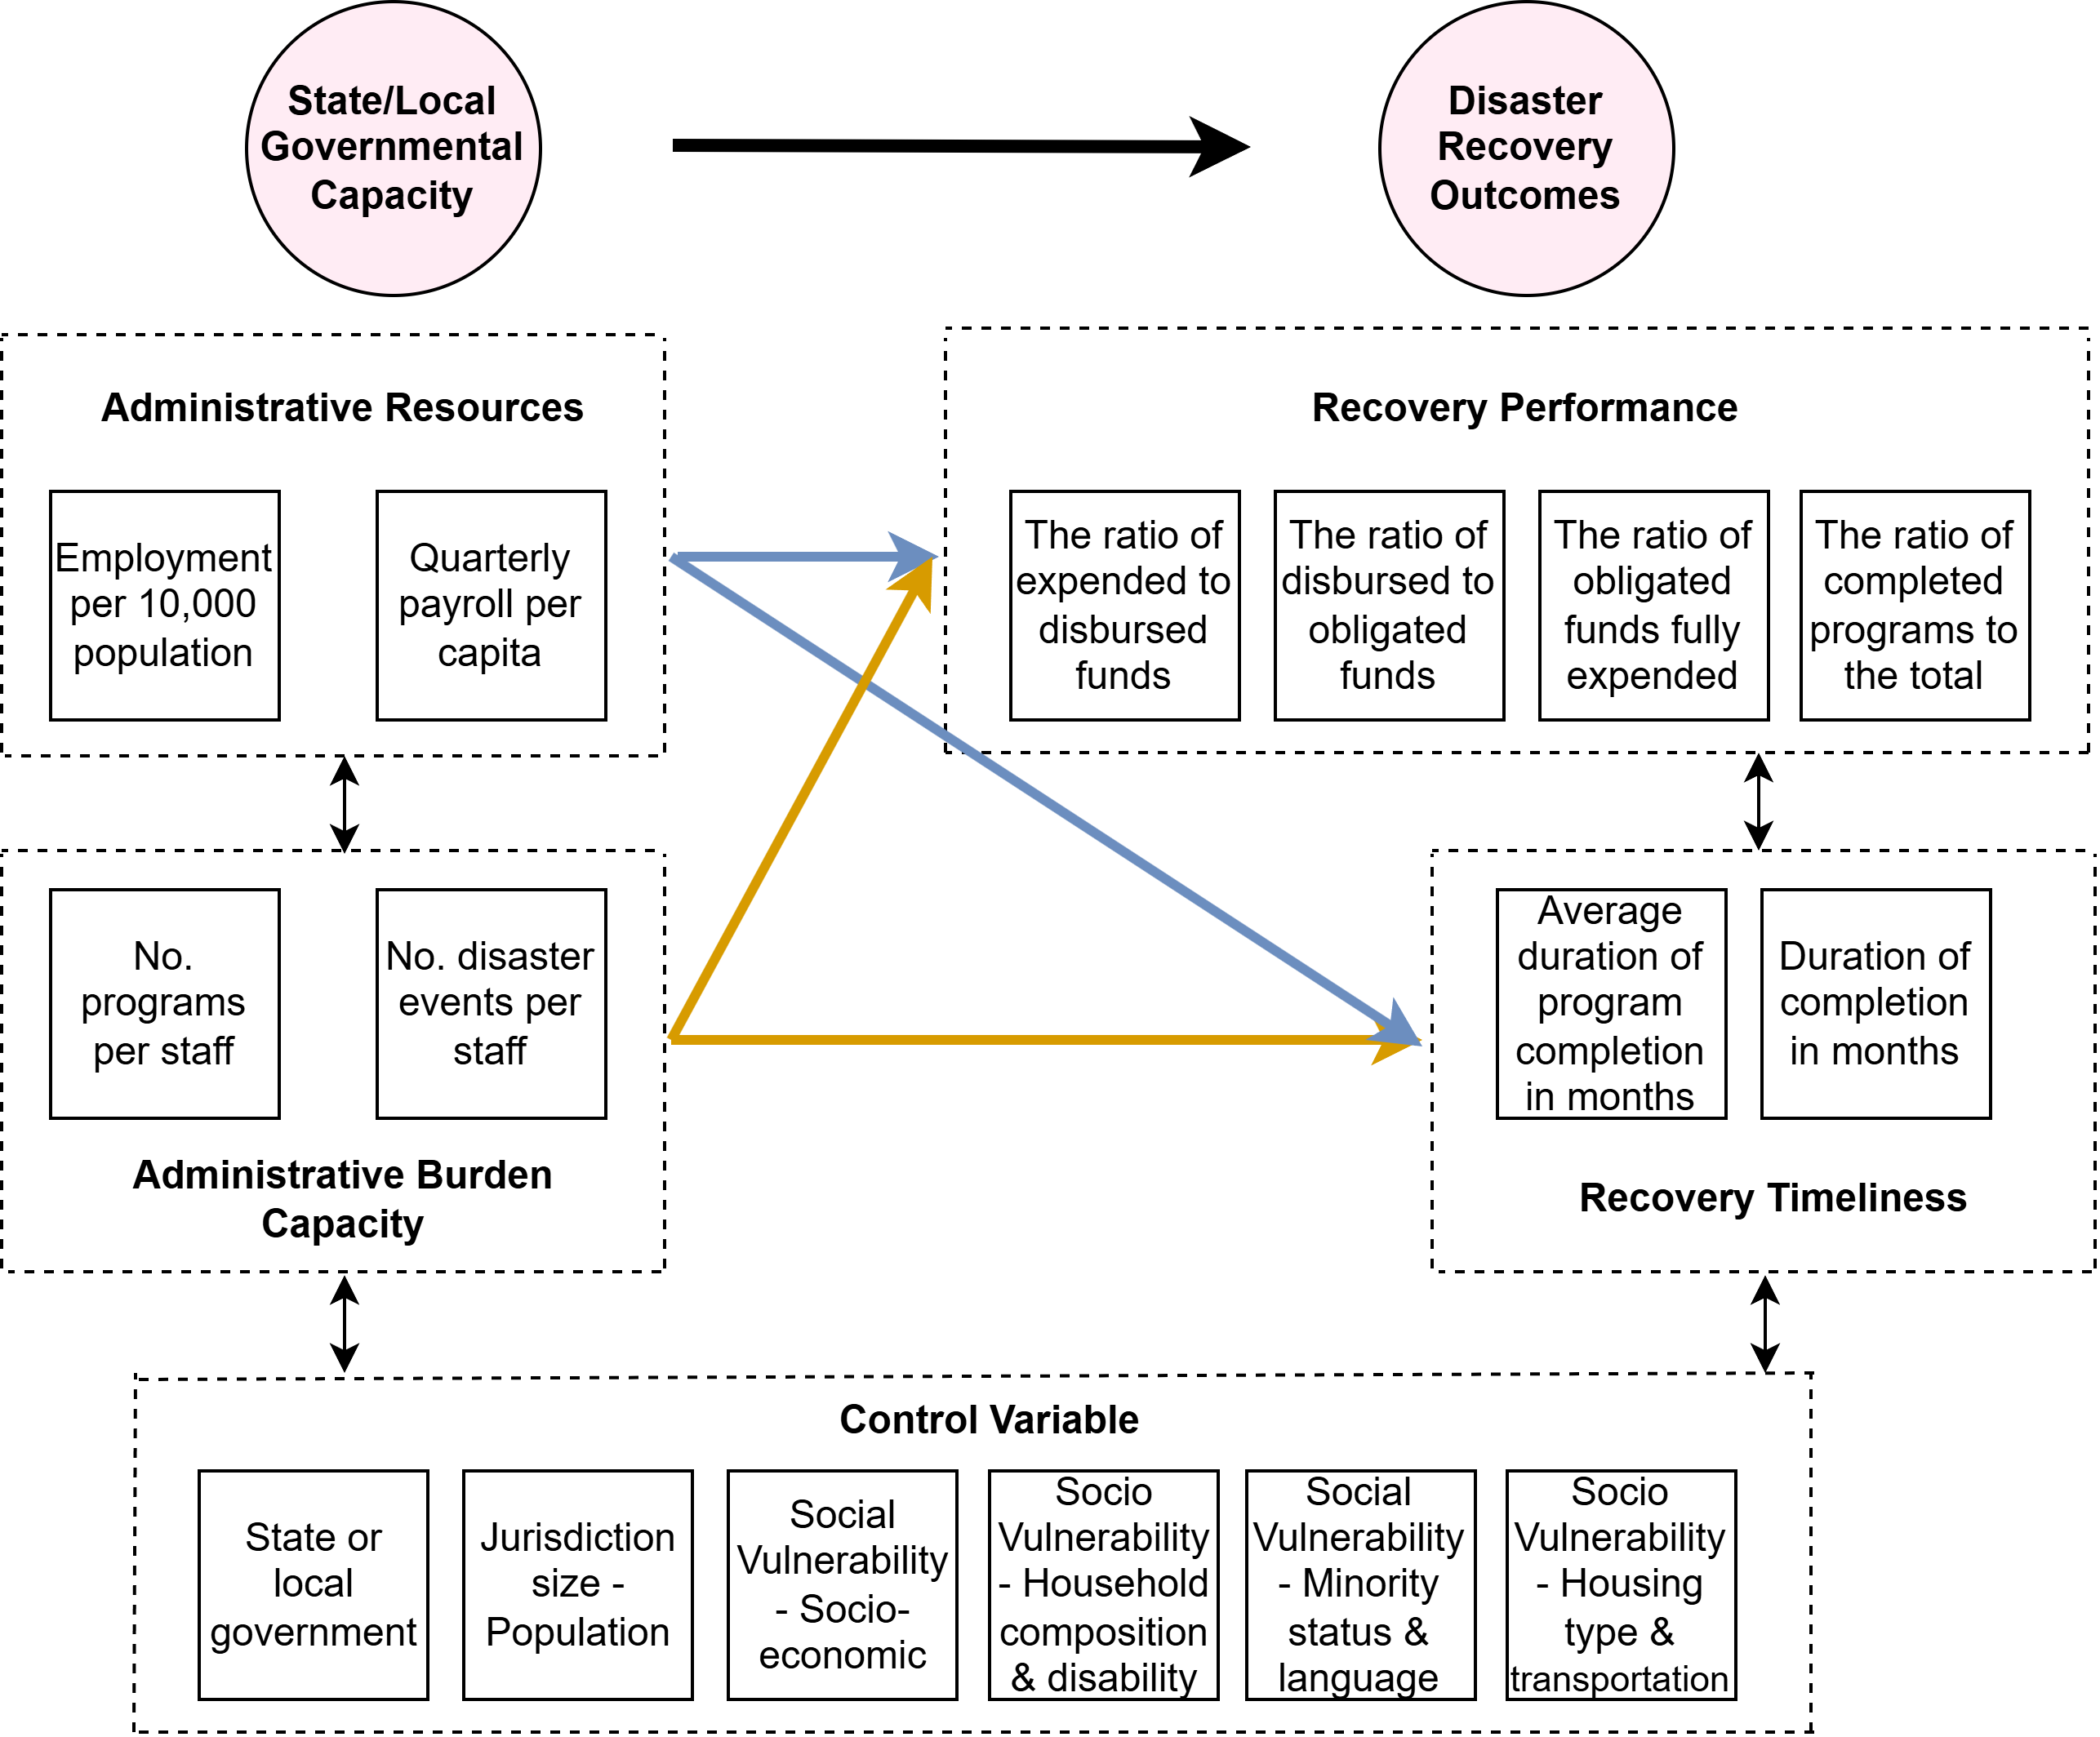 State/Local
Governmental
Capacity
Disaster
Recovery
Outcomes
Administrative Resources
Employment
per 10,000
population
Quarterly
payroll per
capita
Recovery Performance
The ratio of
expended to
disbursed
funds
The ratio of
disbursed to
obligated
funds
The ratio of
obligated
funds fully
expended
The ratio of
completed
programs to
the total
No.
programs
per staff
No. disaster
events per
staff
Administrative Burden
Capacity
Average
duration of
program
completion
in months
Duration of
completion
in months
Recovery Timeliness
Control Variable
State or
local
government
Jurisdiction
size -
Population
Social
Vulnerability
- Socio-
economic
Socio
Vulnerability
- Household
composition
& disability
Social
Vulnerability
- Minority
status &
language
Socio
Vulnerability
- Housing
type &
transportation